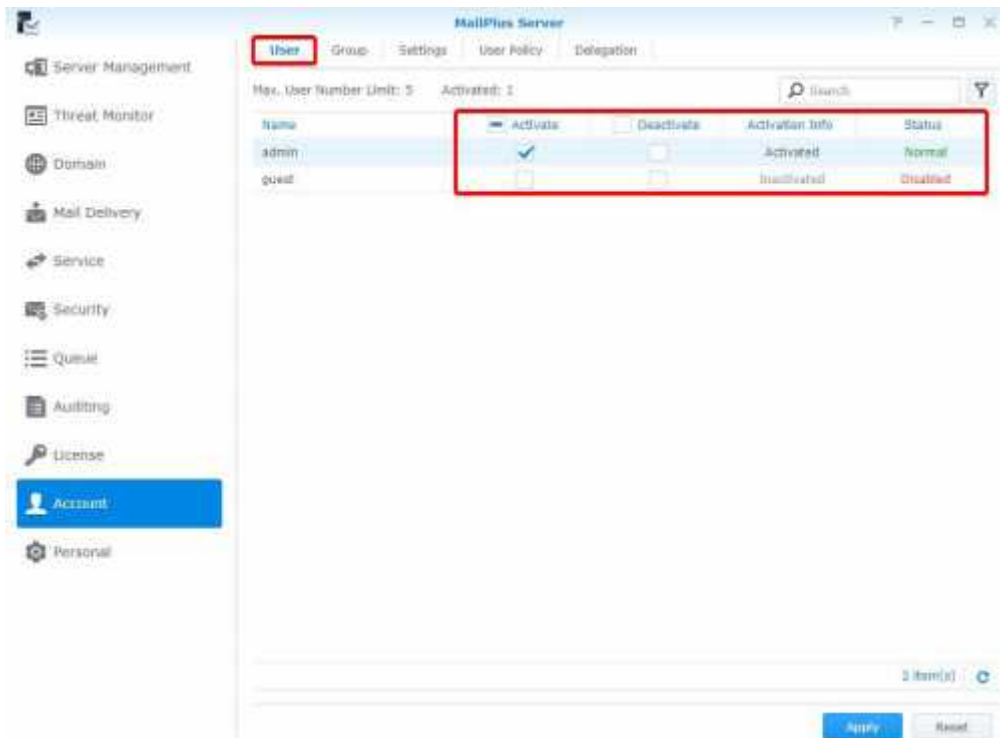 MailPlus Server
User Group Settings User Policy Delegation
Server Management
Max. User Number Limit: 5 Activated: 1
Search
Threat Monitor
Name Activate Deactivate Activation Info Status
admin Activated Normal
Domain
guest Inactivated Disabled
Mail Delivery
Service
Security
Queue
Auditing
License
Account
Personal
2 item(s)
Apply Reset